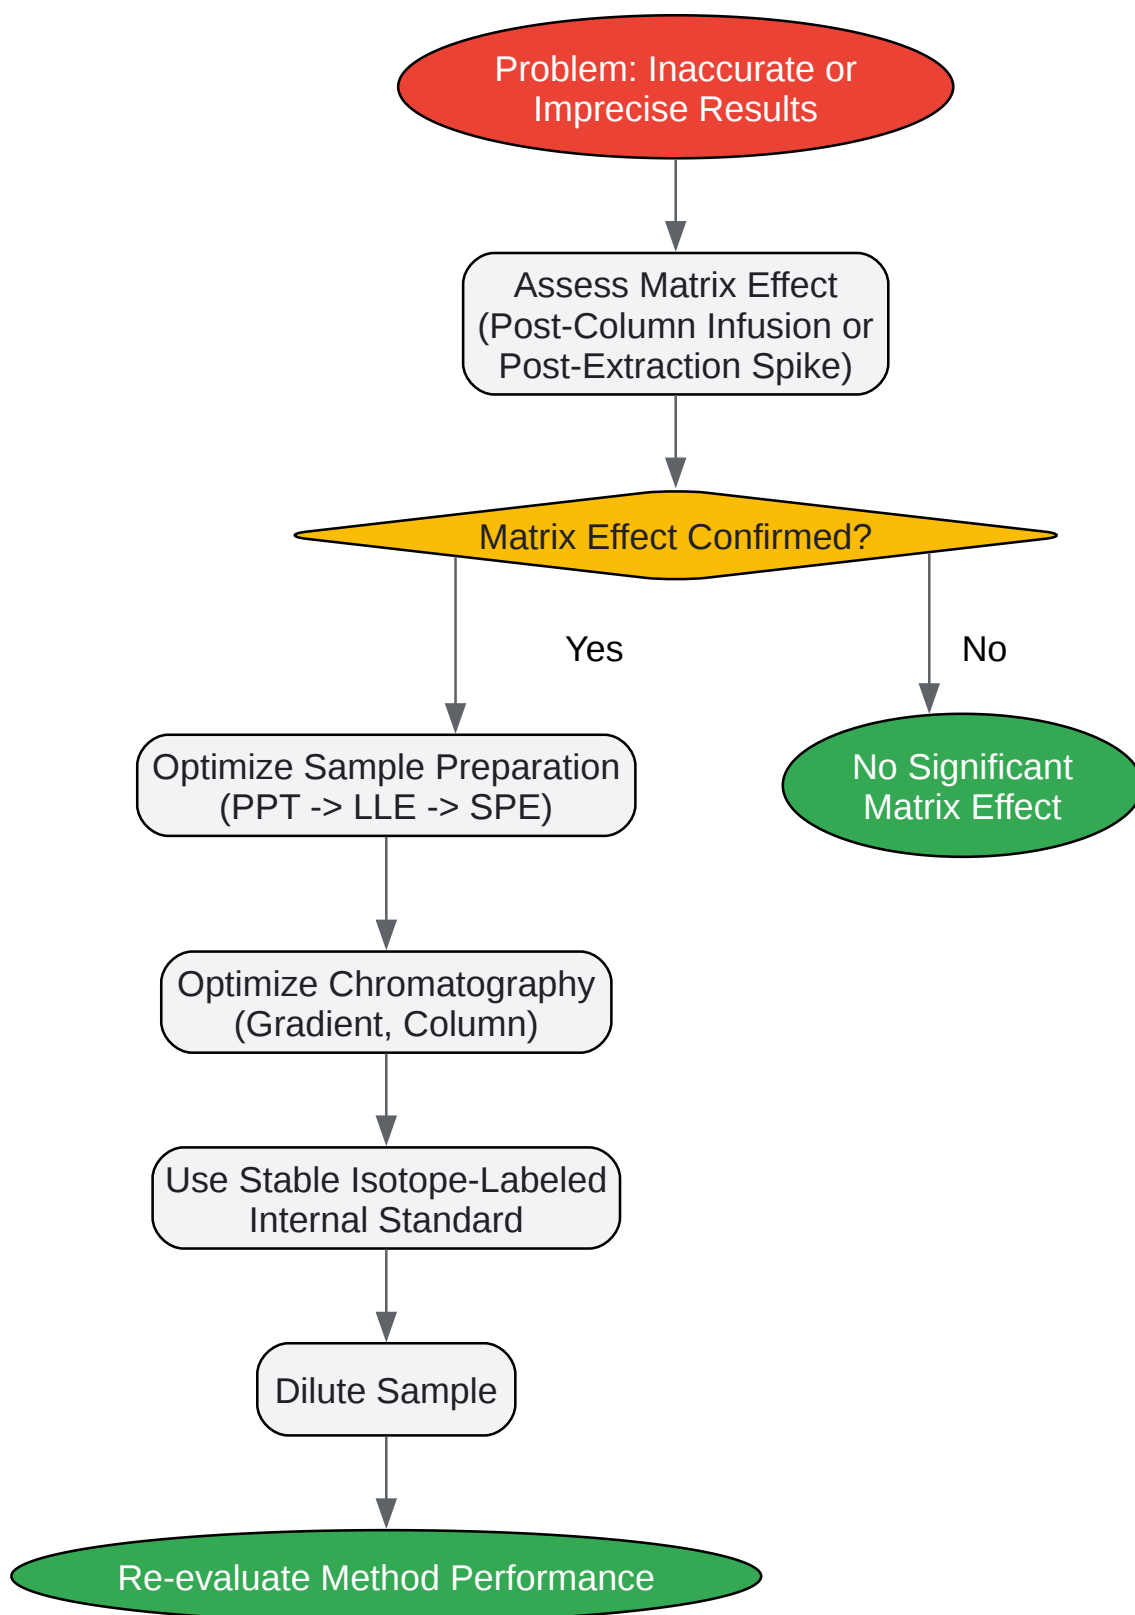 Problem: Inaccurate or
Imprecise Results
Assess Matrix Effect
(Post-Column Infusion or
Post-Extraction Spike)
Matrix Effect Confirmed?
Yes
No
Optimize Sample Preparation
(PPT -> LLE -> SPE)
No Significant
Matrix Effect
Optimize Chromatography
(Gradient, Column)
Use Stable Isotope-Labeled
Internal Standard
Dilute Sample
Re-evaluate Method Performance